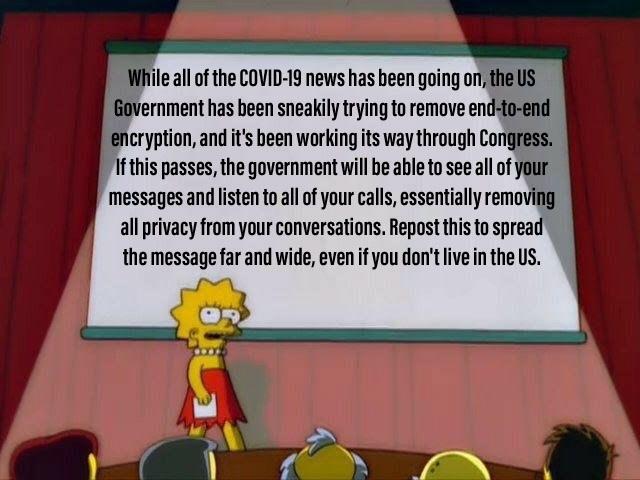 While all of the COVID-19 news has been going on, the US
Government has been sneakily trying to remove end-to-end
encryption, and it's been working its way through Congress.
If this passes, the government will be able to see all of your
messages and listen to all of your calls, essentially removing
all privacy from your conversations. Repost this to spread
the message far and wide, even if you don't live in the US.